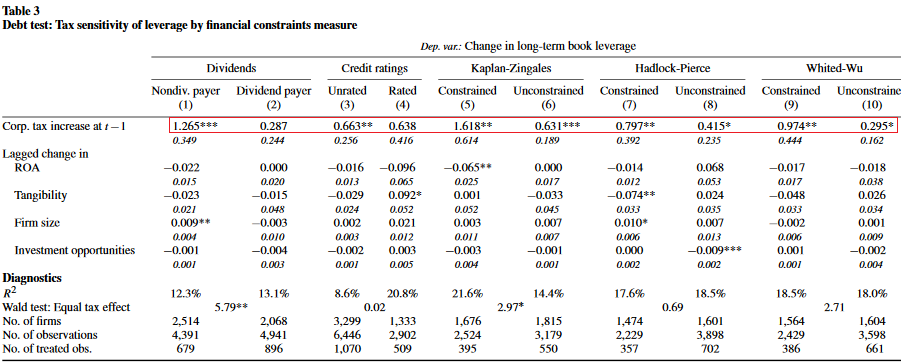 Table 3
Debt test: Tax sensitivity of leverage by financial constraints measure
Dep. var.: Change in long-term book leverage
Dividends Credit ratings Kaplan-Zingales Hadlock-Pierce Whited-Wu
Nondiv. payer Dividend payer Unrated Rated Constrained Unconstrained Constrained Unconstrained Constrained Unconstraine
(1) (2) (3) (4) (5) (6) (7) (8) (9) (10)
Corp. tax increase at t−1 1.265*** 0.287 0.663** 0.638 1.618** 0.631*** 0.797** 0.415* 0.974** 0.295*
0.349 0.244 0.256 0.416 0.614 0.189 0.392 0.235 0.444 0.162
Lagged change in
ROA −0.022 0.000 −0.016 −0.096 −0.065** 0.000 −0.014 0.068 −0.017 −0.018
0.015 0.020 0.013 0.065 0.025 0.017 0.012 0.053 0.017 0.038
Tangibility −0.023 −0.015 −0.029 0.092* 0.001 −0.033 −0.074** 0.024 −0.048 0.026
0.021 0.048 0.024 0.052 0.052 0.045 0.033 0.035 0.033 0.034
Firm size 0.009** −0.003 0.002 0.021 0.003 0.007 0.010* 0.007 −0.002 0.001
0.004 0.010 0.003 0.012 0.011 0.007 0.006 0.013 0.006 0.009
Investment opportunities −0.001 −0.004 −0.002 0.003 −0.003 −0.001 0.000 −0.009*** 0.001 −0.002
0.001 0.003 0.001 0.005 0.004 0.001 0.002 0.002 0.001 0.004
Diagnostics
R2 12.3% 13.1% 8.6% 20.8% 21.6% 14.4% 17.6% 18.5% 18.5% 18.0%
Wald test: Equal tax effect 5.79** 0.02 2.97* 0.69 2.71
No. of firms 2,514 2,068 3,299 1,333 1,676 1,815 1,474 1,601 1,564 1,604
No. of observations 4,391 4,941 6,446 2,902 2,524 3,179 2,229 3,898 2,429 3,598
No. of treated obs. 679 896 1,070 509 395 550 357 702 386 661